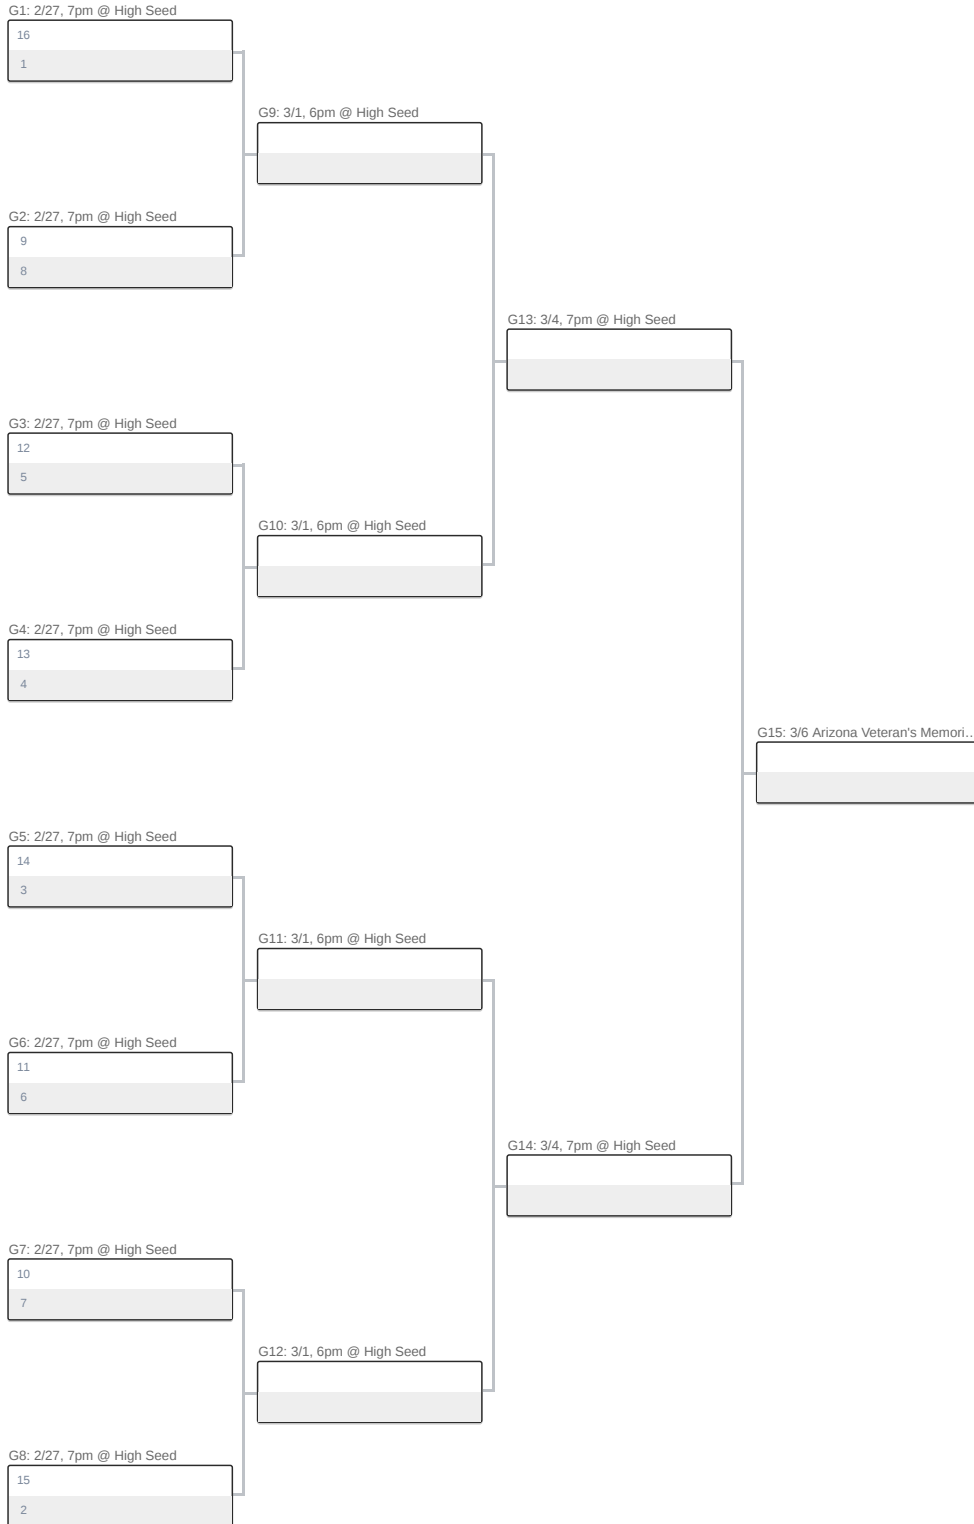 G1: 2/27, 7pm @ High Seed
16
1
G9: 3/1, 6pm @ High Seed
G2: 2/27, 7pm @ High Seed
9
8
G13: 3/4, 7pm @ High Seed
G3: 2/27, 7pm @ High Seed
12
5
G10: 3/1, 6pm @ High Seed
G4: 2/27, 7pm @ High Seed
13
4
G15: 3/6 Arizona Veteran's Memori...
G5: 2/27, 7pm @ High Seed
14
3
G11: 3/1, 6pm @ High Seed
G6: 2/27, 7pm @ High Seed
11
6
G14: 3/4, 7pm @ High Seed
G7: 2/27, 7pm @ High Seed
10
7
G12: 3/1, 6pm @ High Seed
G8: 2/27, 7pm @ High Seed
15
2